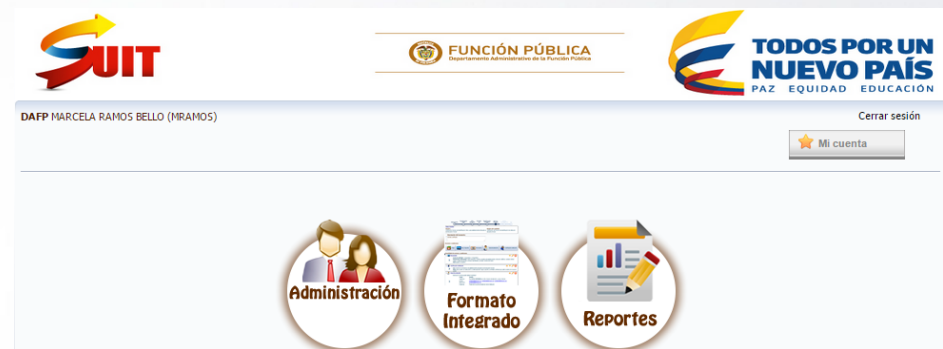 SUIT
FUNCIÓN PÚBLICA
Departamento Administrativo de la Función Pública
TODOS POR UN
NUEVO PAÍS
PAZ EQUIDAD EDUCACIÓN
DAFP MARCELA RAMOS BELLO (MRAMOS)
Cerrar sesión
Mi cuenta
Administración
Formato
Integrado
Reportes